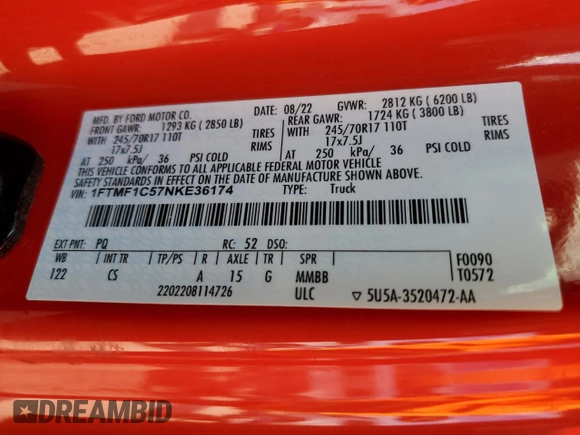 MFD. BY FORD MOTOR CO.
DATE: 08/22 GVWR: 2812 KG ( 6200 LB)
FRONT GAWR: 1293 KG ( 2850 LB) REAR GAWR: 1724 KG ( 3800 LB)
WITH 245/70R17 110T TIRES WITH 245/70R17 110T TIRES
17x7.5J RIMS 17x7.5J RIMS
AT 250 kPa/ 36 PSI COLD AT 250 kPa/ 36 PSI COLD
THIS VEHICLE CONFORMS TO ALL APPLICABLE FEDERAL MOTOR VEHICLE
SAFETY STANDARDS IN EFFECT ON THE DATE OF MANUFACTURE SHOWN ABOVE.
VIN: 1FTMF1C57NKE36174 TYPE: Truck
EXT PNT: PQ RC: 52 DSO:
WB INT TR TP/PS R AXLE TR SPR F0090
122 CS A 15 G MMBB T0572
2202208114726 ULC 5U5A-3520472-AA
DREAMBID